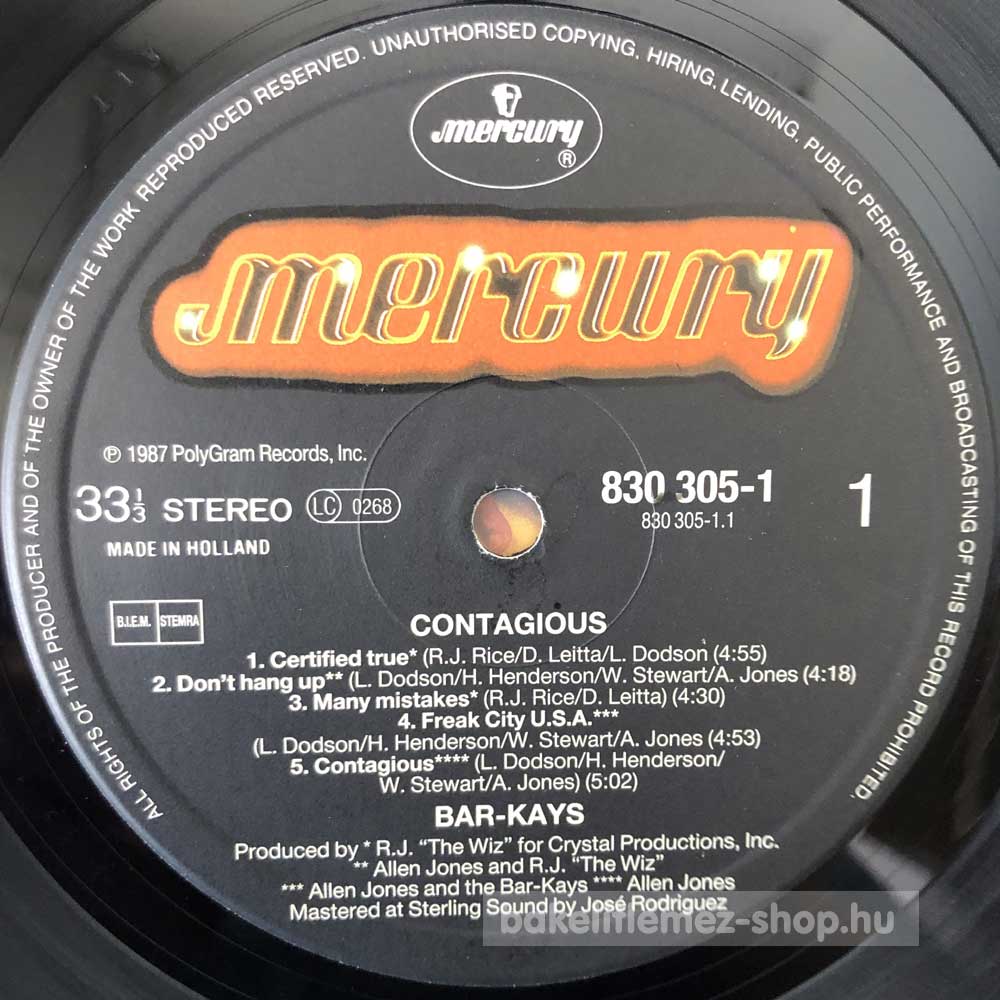 ALL RIGHTS OF THE PRODUCER AND OF THE OWNER OF THE WORK REPRODUCED RESERVED. UNAUTHORISED COPYING. HIRING. LENDING. PUBLIC PERFORMANCE AND BROADCASTING OF THIS RECORD PROHIBITED.
mercury
®
mercury
℗ 1987 PolyGram Records, Inc.
33⅓ STEREO LC 0268
MADE IN HOLLAND
830 305-1 1
830 305-1.1
B.I.E.M. STEMRA
CONTAGIOUS
1. Certified true* (R.J. Rice/D. Leitta/L. Dodson (4:55)
2. Don't hang up** (L. Dodson/H. Henderson/W. Stewart/A. Jones (4:18)
3. Many mistakes* (R.J. Rice/D. Leitta) (4:30)
4. Freak City U.S.A.***
(L. Dodson/H. Henderson/W. Stewart/A. Jones (4:53)
5. Contagious**** (L. Dodson/H. Henderson/
W. Stewart/A. Jones) (5:02)
BAR-KAYS
Produced by * R.J. "The Wiz" for Crystal Productions, Inc.
** Allen Jones and R.J. "The Wiz"
*** Allen Jones and the Bar-Kays **** Allen Jones
Mastered at Sterling Sound by José Rodriguez
bakelitlemez-shop.hu